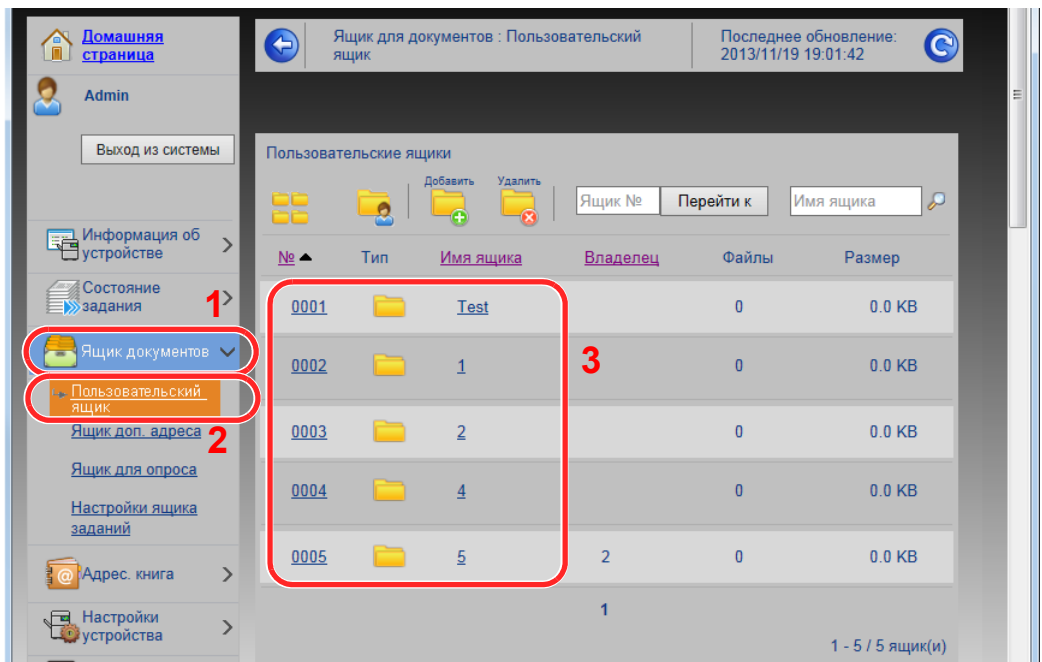 Домашняя
страница
Admin
Выход из системы
Информация об
устройстве
Состояние
задания
1
Ящик документов
Пользовательский
ящик
2
Ящик доп. адреса
Ящик для опроса
Настройки ящика
заданий
Адрес. книга
Настройки
устройства
Ящик для документов : Пользовательский
ящик
Последнее обновление:
2013/11/19 19:01:42
Пользовательские ящики
Добавить Удалить
Ящик № Перейти к Имя ящика
№ Тип Имя ящика Владелец Файлы Размер
0001 Test 0 0.0 KB
0002 1 0 0.0 KB
3
0003 2 0 0.0 KB
0004 4 0 0.0 KB
0005 5 2 0 0.0 KB
1
1 - 5 / 5 ящик(и)